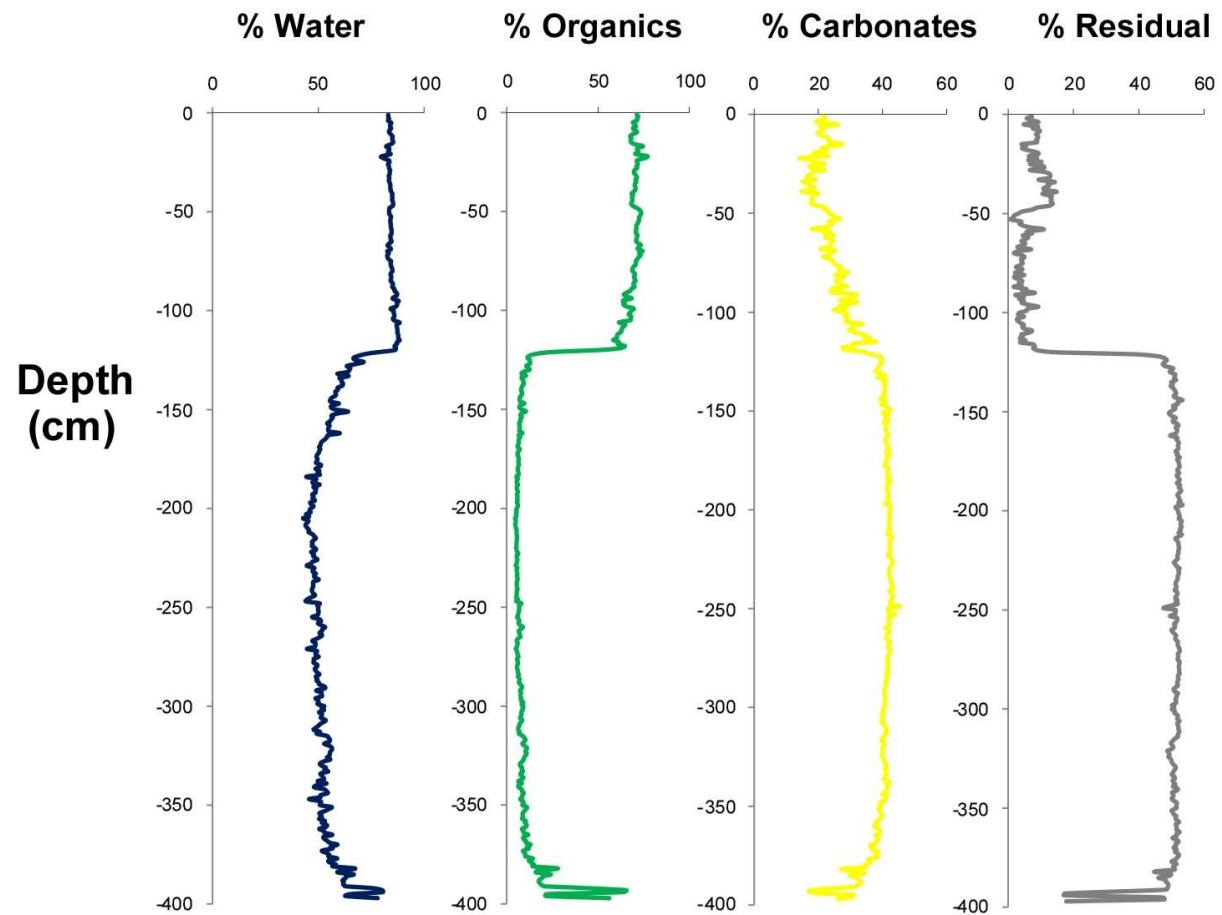 % Water % Organics % Carbonates % Residual
0 50 100 0 50 100 0 20 40 60 0 20 40 60
0 0 0 0
-50 -50 -50 -50
-100 -100 -100 -100
Depth
(cm)
-150 -150 -150 -150
-200 -200 -200 -200
-250 -250 -250 -250
-300 -300 -300 -300
-350 -350 -350 -350
-400 -400 -400 -400